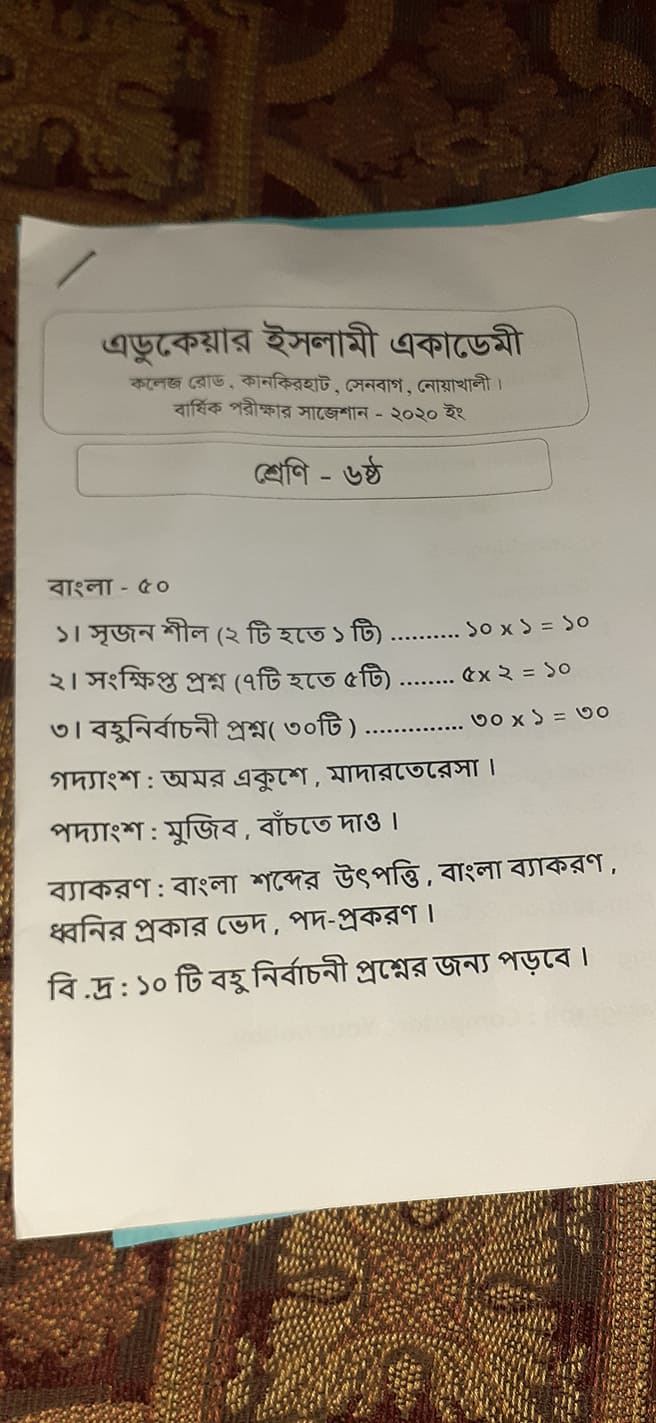 এডুকেয়ার ইসলামী একাডেমী
কলেজ রোড, কানকিরহাট, সেনবাগ, নোয়াখালী।
বার্ষিক পরীক্ষার সাজেশান - ২০২০ ইং
শ্রেণি - ৬ষ্ঠ
বাংলা - ৫০
১। সৃজন শীল (২ টি হতে ১ টি) .......... ১০ x ১ = ১০
২। সংক্ষিপ্ত প্রশ্ন (৭টি হতে ৫টি) ........ ৫x ২ = ১০
৩। বহুনির্বাচনী প্রশ্ন( ৩০টি ) .............. ৩০ x ১ = ৩০
গদ্যাংশ : অমর একুশে, মাদারতেরেসা।
পদ্যাংশ : মুজিব, বাঁচতে দাও।
ব্যাকরণ : বাংলা শব্দের উৎপত্তি, বাংলা ব্যাকরণ,
ধ্বনির প্রকার ভেদ, পদ-প্রকরণ।
বি .দ্র : ১০ টি বহু নির্বাচনী প্রশ্নের জন্য পড়বে।